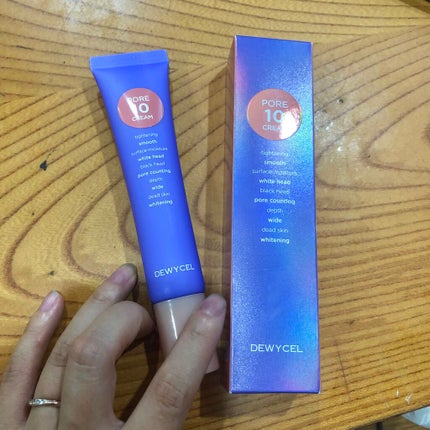 PORE
10
CREAM
tightening
smooth
surface moisture
white head
black head
pore counting
depth
wide
dead skin
whitening
DEWYCEL
PORE
10
CREAM
tightening
smooth
surface moisture
white head
black head
pore counting
depth
wide
dead skin
whitening
DEWYCEL